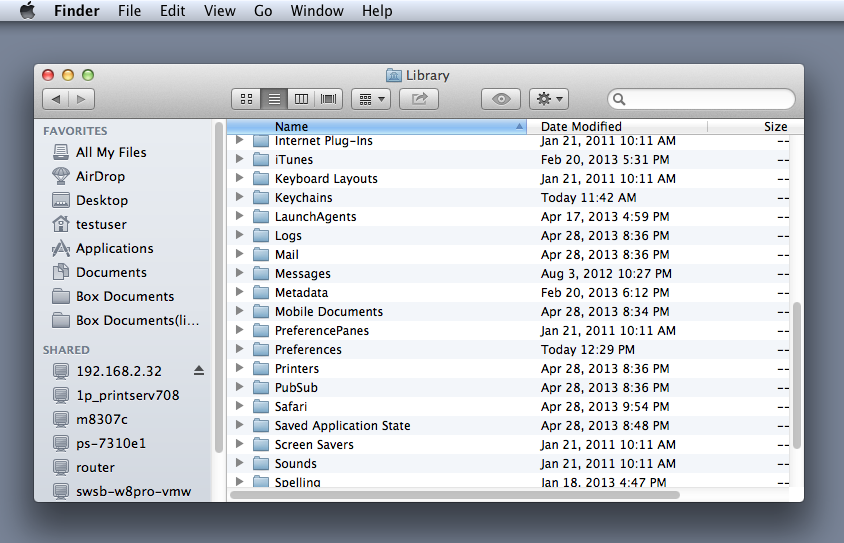 Finder File Edit View Go Window Help
Library
FAVORITES
All My Files
AirDrop
Desktop
testuser
Applications
Documents
Box Documents
Box Documents(li...
SHARED
192.168.2.32
1p_printserv708
m8307c
ps-7310e1
router
swsb-w8pro-vmw
Name Date Modified Size
Internet Plug-Ins Jan 21, 2011 10:11 AM --
iTunes Feb 20, 2013 5:31 PM --
Keyboard Layouts Jan 21, 2011 10:11 AM --
Keychains Today 11:42 AM --
LaunchAgents Apr 17, 2013 4:59 PM --
Logs Apr 28, 2013 8:36 PM --
Mail Apr 28, 2013 8:36 PM --
Messages Aug 3, 2012 10:27 PM --
Metadata Feb 20, 2013 6:12 PM --
Mobile Documents Apr 28, 2013 8:34 PM --
PreferencePanes Jan 21, 2011 10:11 AM --
Preferences Today 12:29 PM --
Printers Apr 28, 2013 8:36 PM --
PubSub Apr 28, 2013 8:36 PM --
Safari Apr 28, 2013 9:54 PM --
Saved Application State Apr 28, 2013 8:48 PM --
Screen Savers Jan 21, 2011 10:11 AM --
Sounds Jan 21, 2011 10:11 AM --
Spelling Jan 18, 2013 4:47 PM --